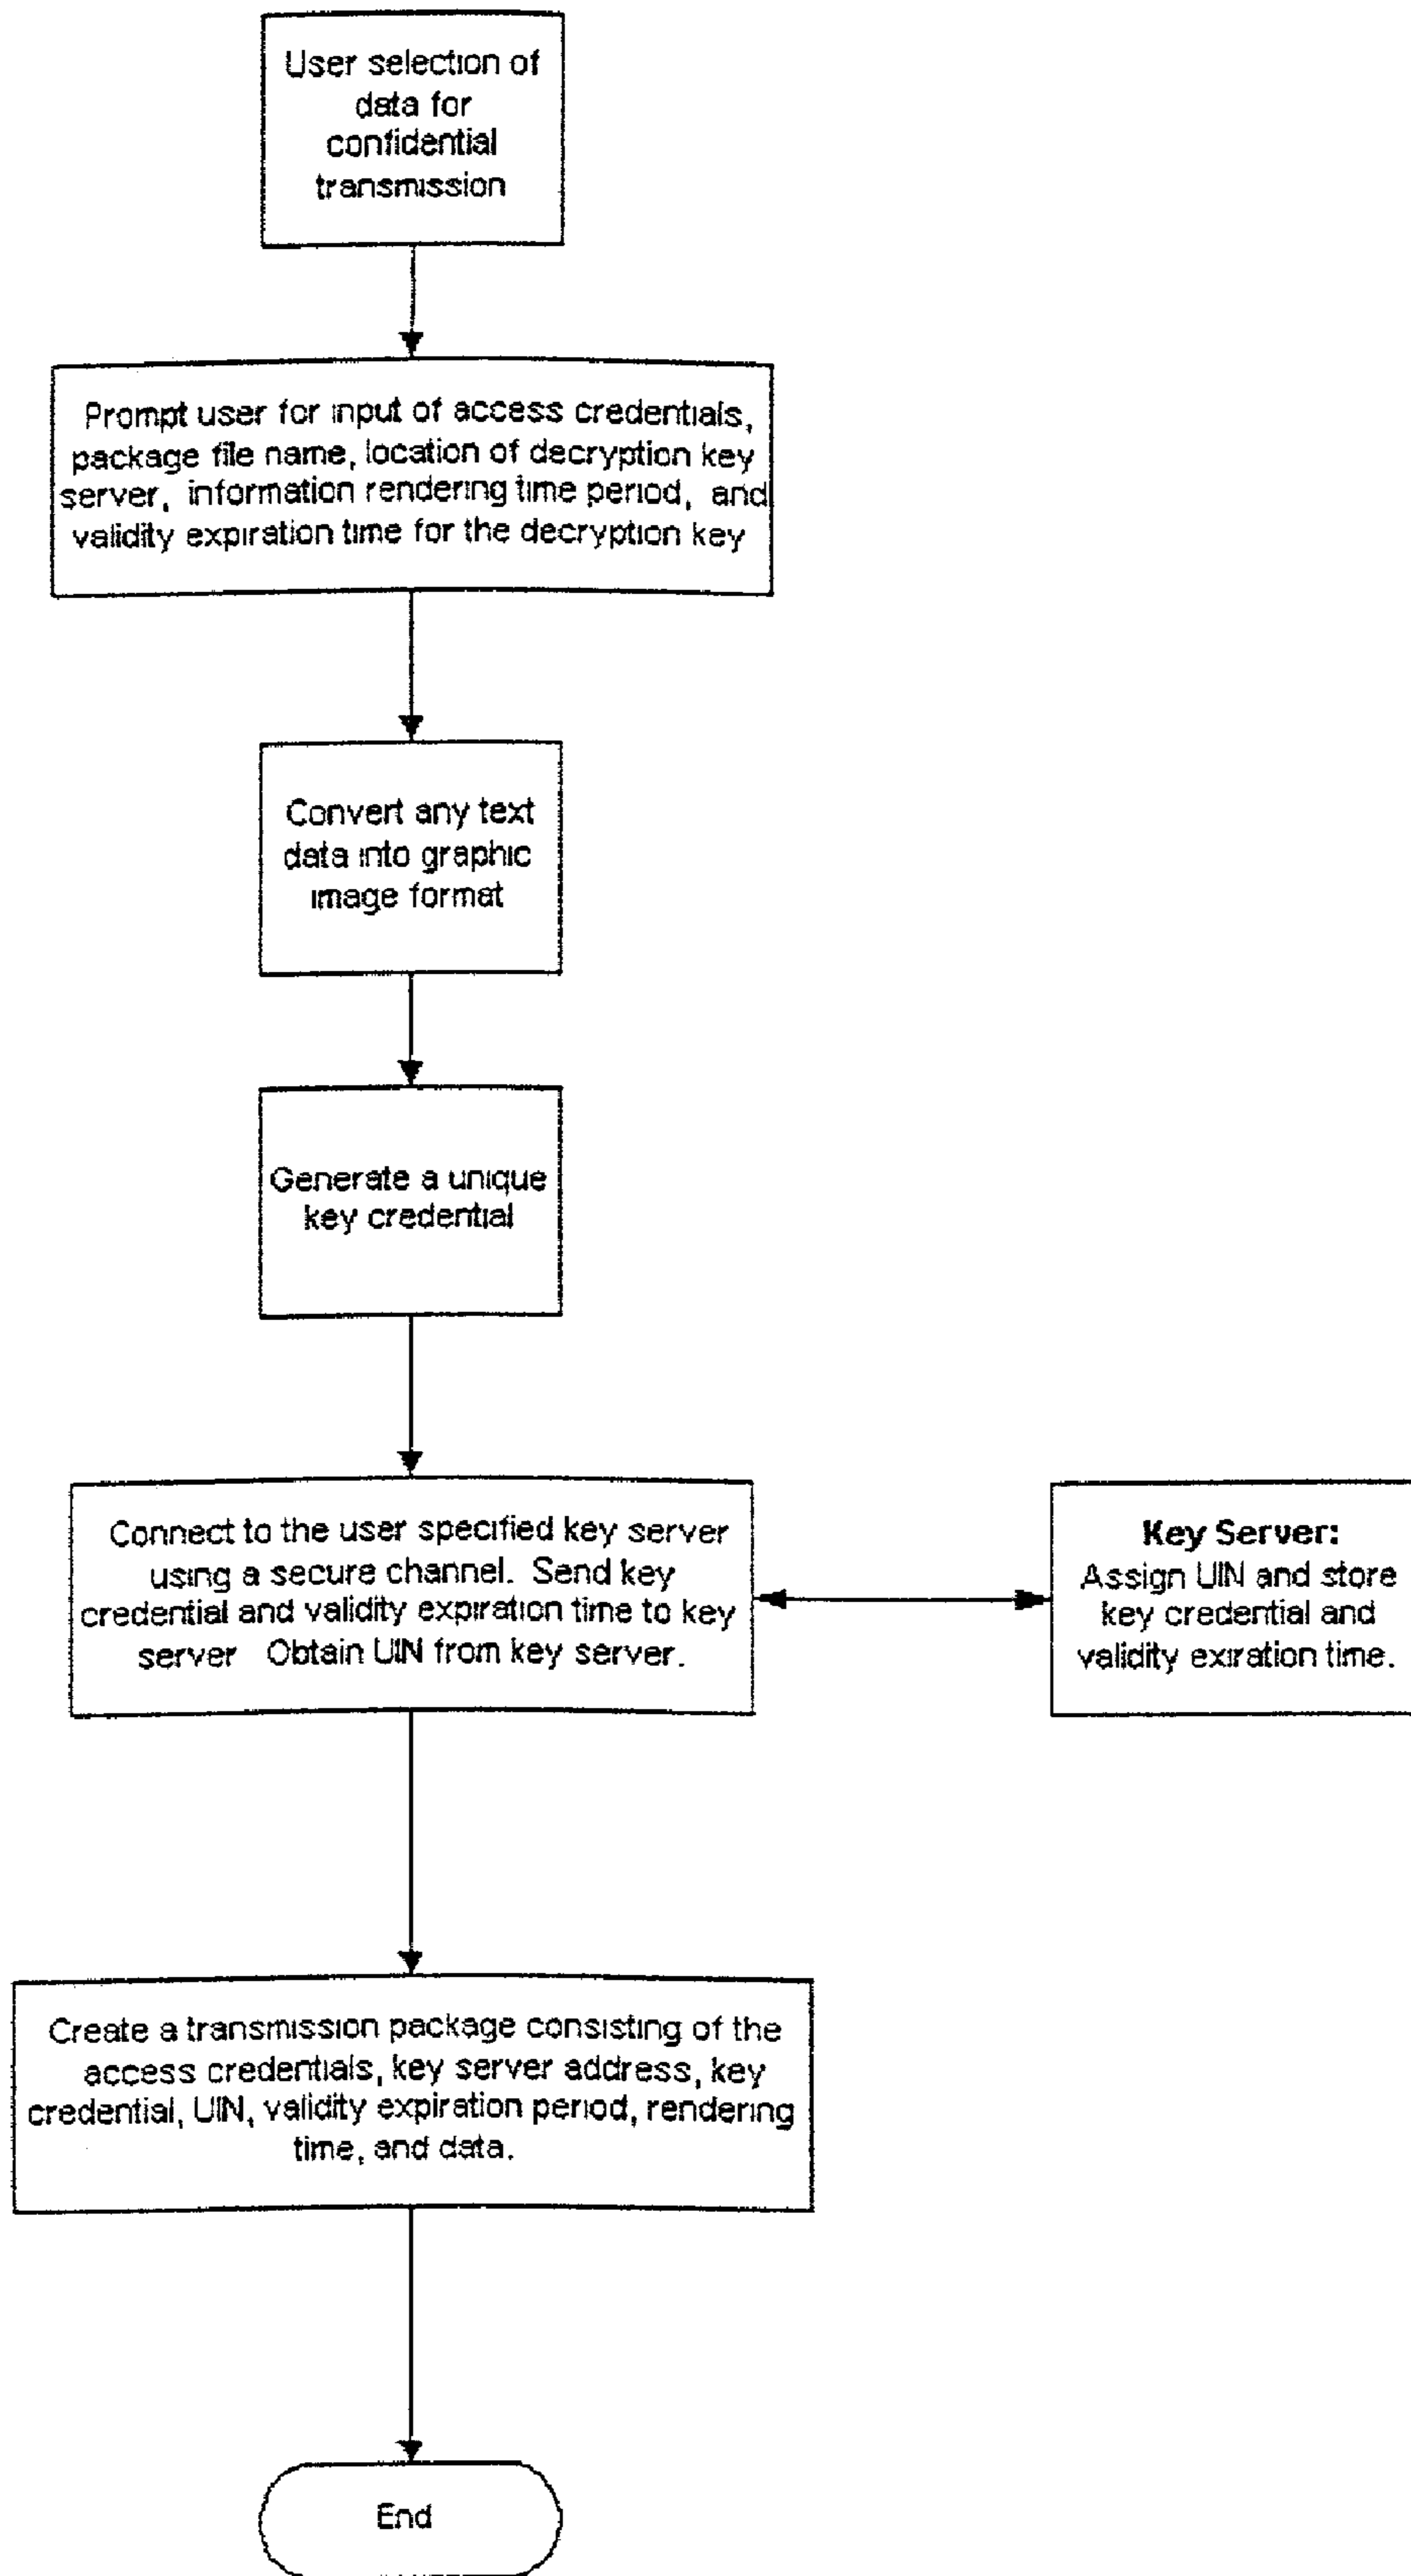 User selection of
data for
confidential
transmission
Prompt user for input of access credentials,
package file name, location of decryption key
server, information rendering time period, and
validity expiration time for the decryption key
Convert any text
data into graphic
image format
Generate a unique
key credential
Connect to the user specified key server
using a secure channel. Send key
credential and validity expiration time to key
server Obtain UIN from key server.
Key Server:
Assign UIN and store
key credential and
validity exiration time.
Create a transmission package consisting of the
access credentials, key server address, key
credential, UIN, validity expiration period, rendering
time, and data.
End